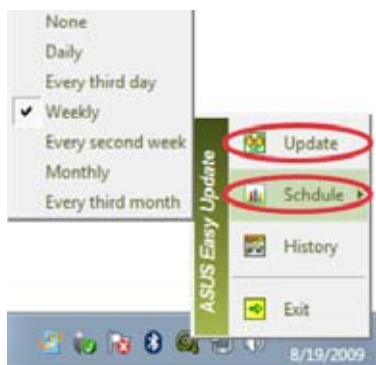 None
Daily
Every third day
Weekly
Every second week
Monthly
Every third month
ASUS Easy Update
Update
Schdule
History
Exit
8/19/2009